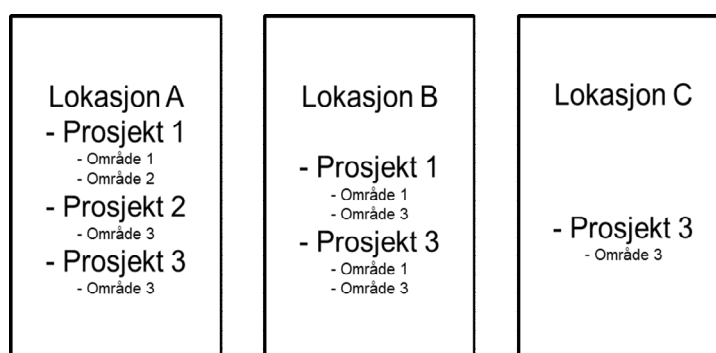 Lokasjon A
- Prosjekt 1
- Område 1
- Område 2
- Prosjekt 2
- Område 3
- Prosjekt 3
- Område 3
Lokasjon B
- Prosjekt 1
- Område 1
- Område 3
- Prosjekt 3
- Område 1
- Område 3
Lokasjon C
- Prosjekt 3
- Område 3